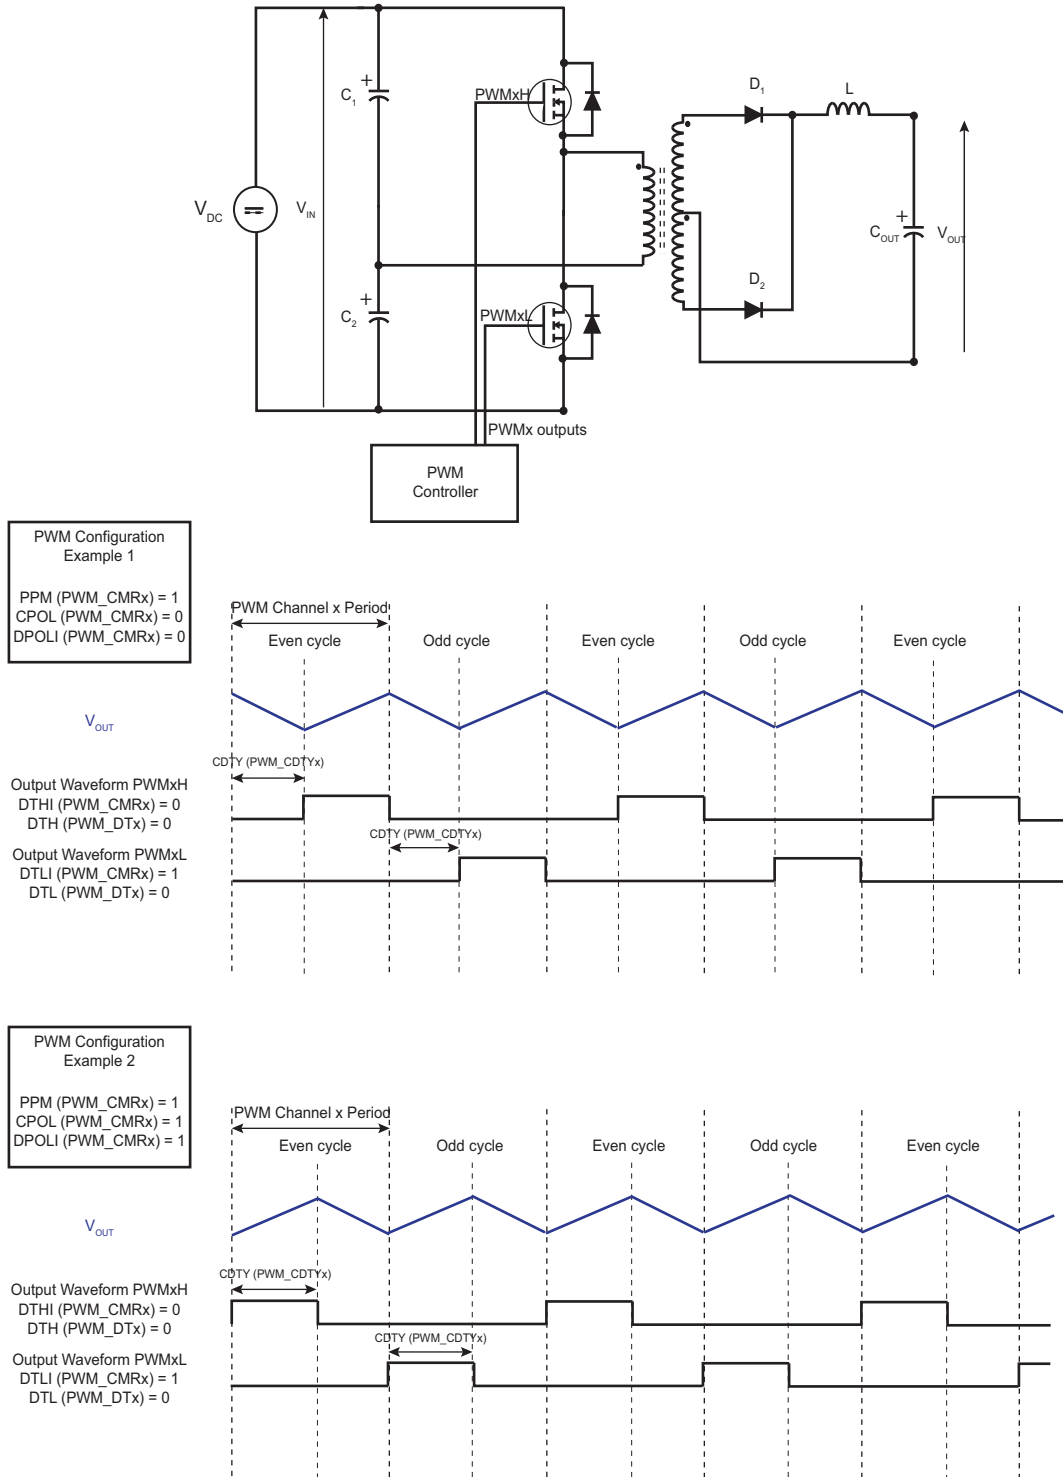 C1
+
PWMxH
D1
L
VDC
VIN
COUT
+
VOUT
C2
+
PWMxL
D2
PWMx outputs
PWM
Controller
PWM Configuration
Example 1
PPM (PWM_CMRx) = 1
CPOL (PWM_CMRx) = 0
DPOLI (PWM_CMRx) = 0
PWM Channel x Period
Even cycle
Odd cycle
Even cycle
Odd cycle
Even cycle
VOUT
CDTY (PWM_CDTYx)
Output Waveform PWMxH
DTHI (PWM_CMRx) = 0
DTH (PWM_DTx) = 0
CDTY (PWM_CDTYx)
Output Waveform PWMxL
DTLI (PWM_CMRx) = 1
DTL (PWM_DTx) = 0
PWM Configuration
Example 2
PPM (PWM_CMRx) = 1
CPOL (PWM_CMRx) = 1
DPOLI (PWM_CMRx) = 1
PWM Channel x Period
Even cycle
Odd cycle
Even cycle
Odd cycle
Even cycle
VOUT
CDTY (PWM_CDTYx)
Output Waveform PWMxH
DTHI (PWM_CMRx) = 0
DTH (PWM_DTx) = 0
CDTY (PWM_CDTYx)
Output Waveform PWMxL
DTLI (PWM_CMRx) = 1
DTL (PWM_DTx) = 0